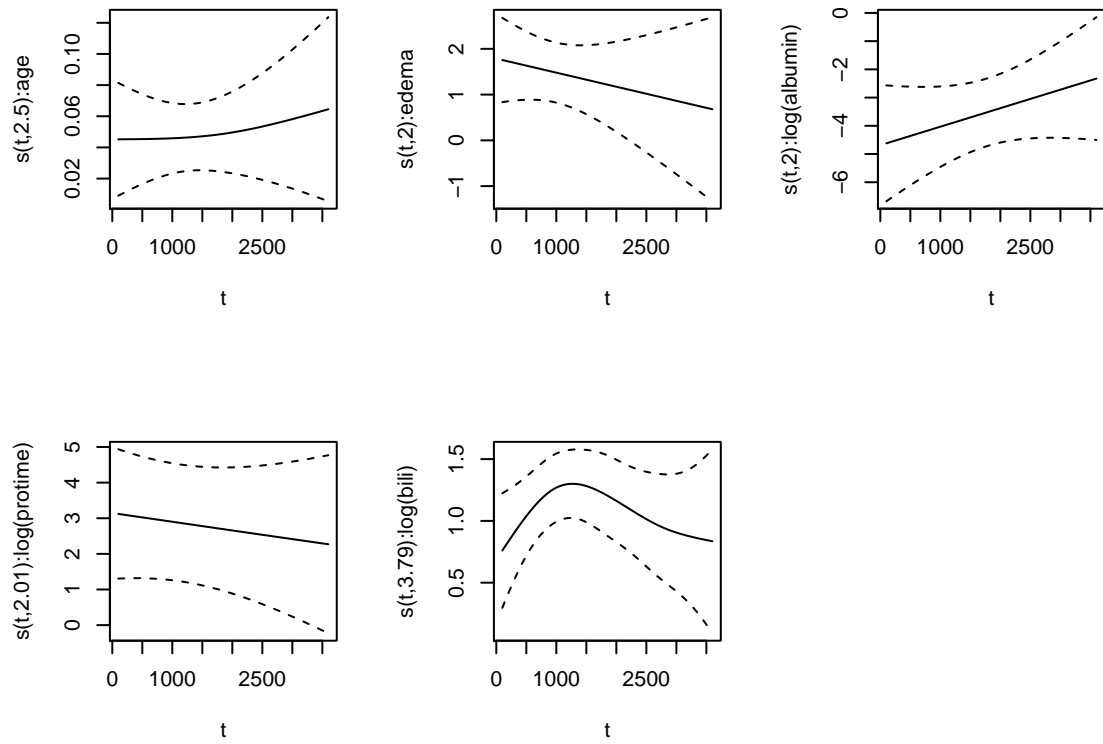 s(t,2.5):age
0.02 0.06 0.10
0 1000 2500
t
s(t,2):edema
−1 0 1 2
0 1000 2500
t
s(t,2):log(albumin)
−6 −4 −2 0
0 1000 2500
t
s(t,2.01):log(protime)
0 1 2 3 4 5
0 1000 2500
t
s(t,3.79):log(bili)
0.5 1.0 1.5
0 1000 2500
t